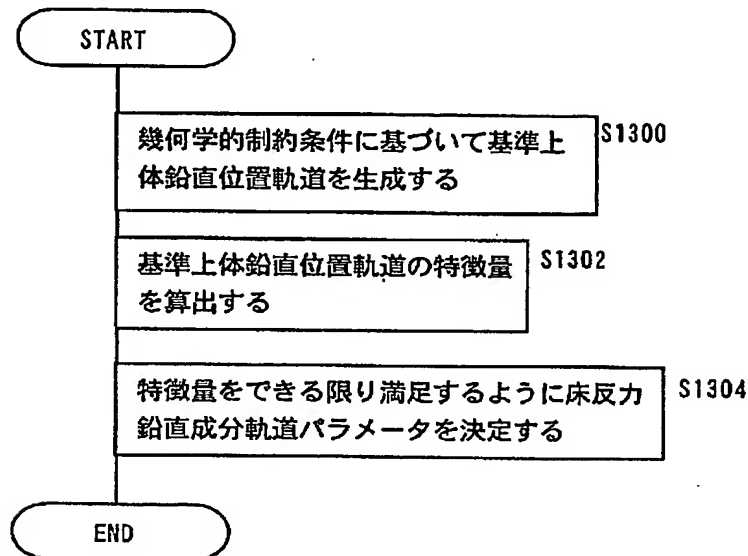 START
幾何学的制約条件に基づいて基準上
体鉛直位置軌道を生成する
S1300
基準上体鉛直位置軌道の特徴量
を算出する
S1302
特徴量をできる限り満足するように床反力
鉛直成分軌道パラメータを決定する
S1304
END